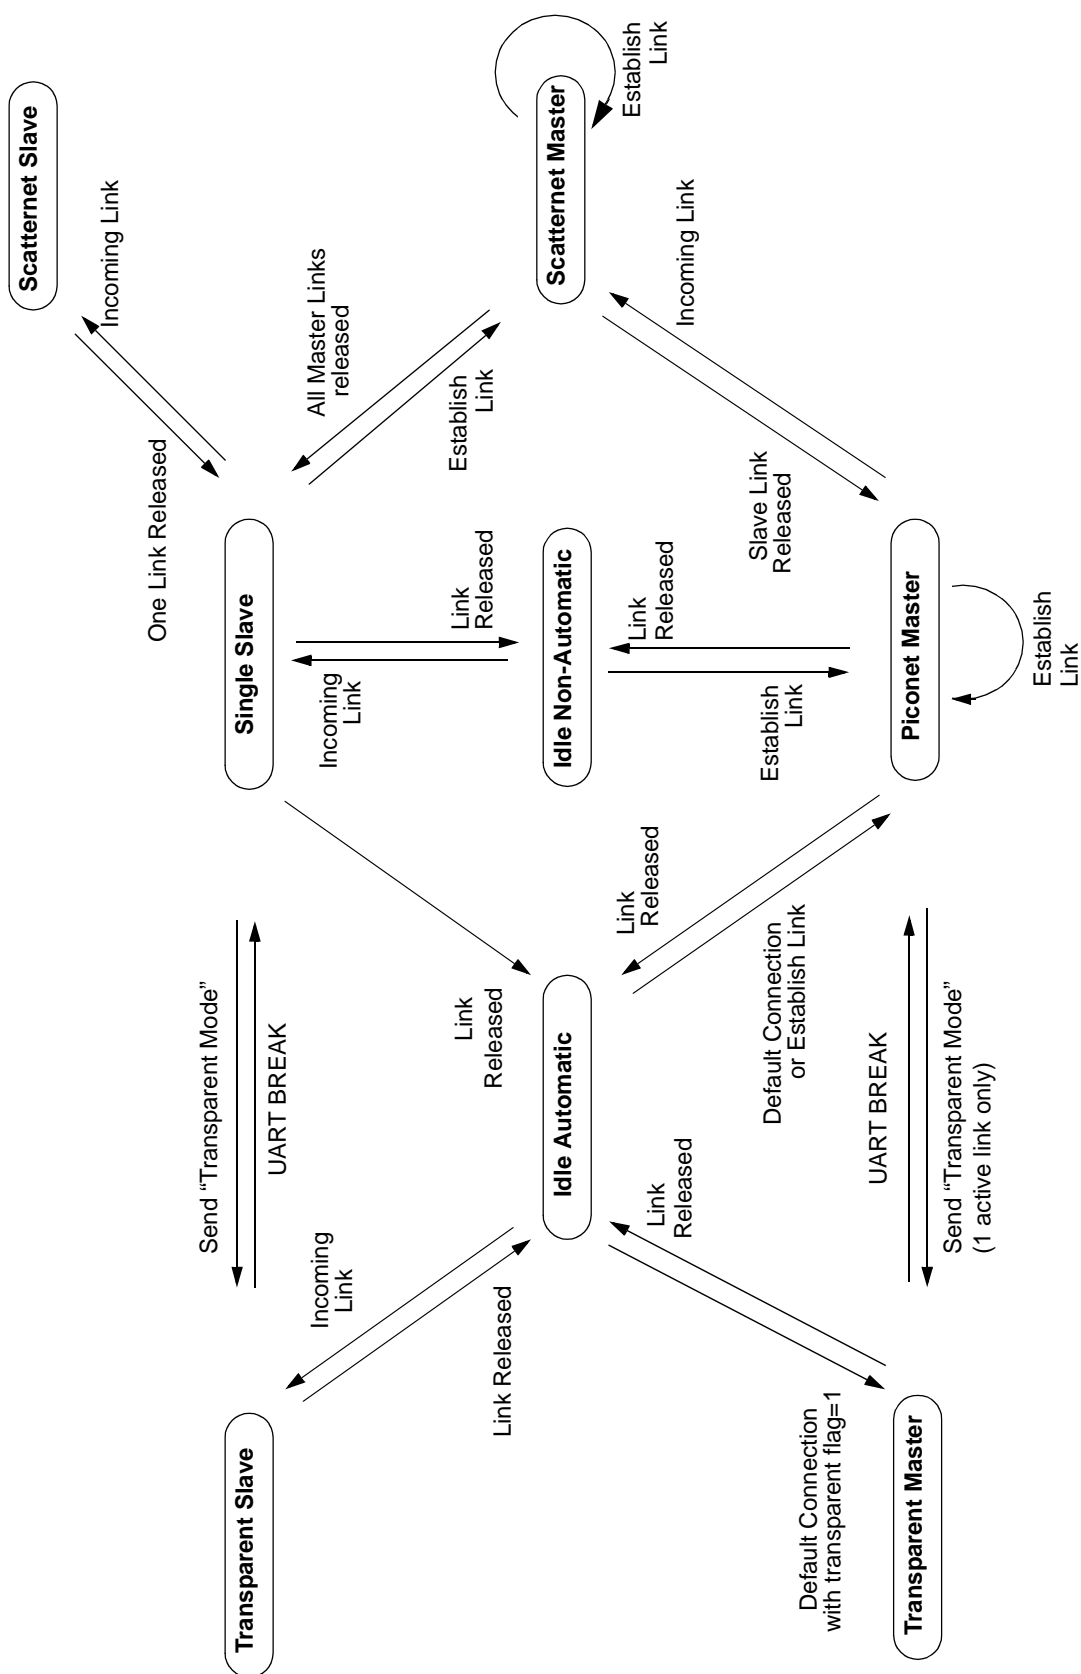 Transparent Slave
Single Slave
Scatternet Slave
Send “Transparent Mode”
UART BREAK
One Link Released
Incoming Link
Incoming
Link
Link Released
Link
Released
Incoming
Link
Link
Released
All Master Links
released
Establish
Link
Idle Automatic
Idle Non-Automatic
Scatternet Master
Establish
Link
Link
Released
Default Connection
with transparent flag=1
Link
Released
Default Connection
or Establish Link
Link
Released
Establish
Link
Slave Link
Released
Incoming Link
UART BREAK
Send “Transparent Mode”
(1 active link only)
Transparent Master
Piconet Master
Establish
Link